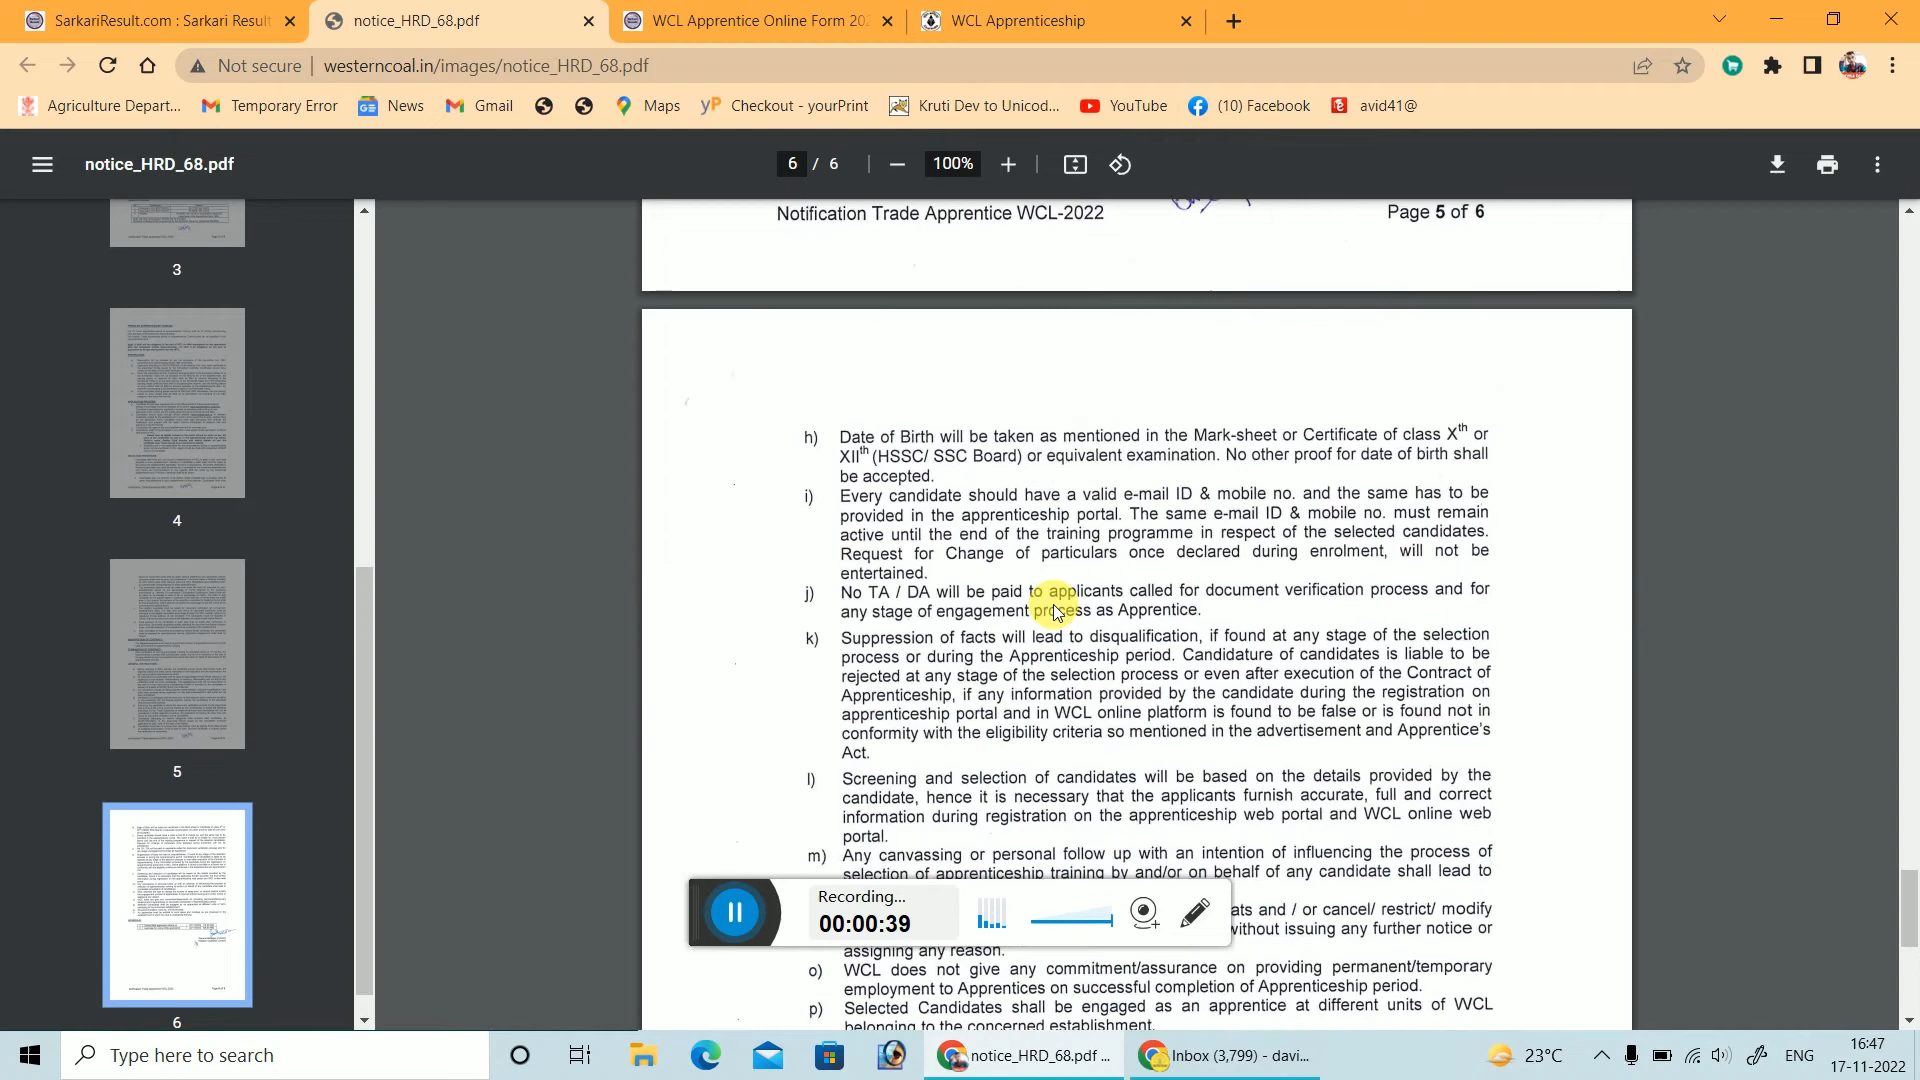 SarkariResult.com : Sarkari Result
notice_HRD_68.pdf
WCL Apprentice Online Form 202
WCL Apprenticeship
Not secure
westerncoal.in/images/notice_HRD_68.pdf
Agriculture Depart...
Temporary Error
News
Gmail
Maps
Checkout - yourPrint
Kruti Dev to Unicod...
YouTube
(10) Facebook
avid41@
notice_HRD_68.pdf
6 / 6
100%
3
4
5
6
Notification Trade Apprentice WCL-2022
Page 5 of 6
h) Date of Birth will be taken as mentioned in the Mark-sheet or Certificate of class Xth or
XIIth (HSSC/ SSC Board) or equivalent examination. No other proof for date of birth shall
be accepted.
i) Every candidate should have a valid e-mail ID & mobile no. and the same has to be
provided in the apprenticeship portal. The same e-mail ID & mobile no. must remain
active until the end of the training programme in respect of the selected candidates.
Request for Change of particulars once declared during enrolment, will not be
entertained.
j) No TA / DA will be paid to applicants called for document verification process and for
any stage of engagement process as Apprentice.
k) Suppression of facts will lead to disqualification, if found at any stage of the selection
process or during the Apprenticeship period. Candidature of candidates is liable to be
rejected at any stage of the selection process or even after execution of the Contract of
Apprenticeship, if any information provided by the candidate during the registration on
apprenticeship portal and in WCL online platform is found to be false or is found not in
conformity with the eligibility criteria so mentioned in the advertisement and Apprentice's
Act.
l) Screening and selection of candidates will be based on the details provided by the
candidate, hence it is necessary that the applicants furnish accurate, full and correct
information during registration on the apprenticeship web portal and WCL online web
portal.
m) Any canvassing or personal follow up with an intention of influencing the process of
selection of apprenticeship training by and/or on behalf of any candidate shall lead to
ats and / or cancel/ restrict/ modify
without issuing any further notice or
assigning any reason.
o) WCL does not give any commitment/assurance on providing permanent/temporary
employment to Apprentices on successful completion of Apprenticeship period.
p) Selected Candidates shall be engaged as an apprentice at different units of WCL
belonging to the concerned establishment.
Recording...
00:00:39
Type here to search
notice_HRD_68.pdf ...
Inbox (3,799) - davi...
23°C
ENG
16:47
17-11-2022